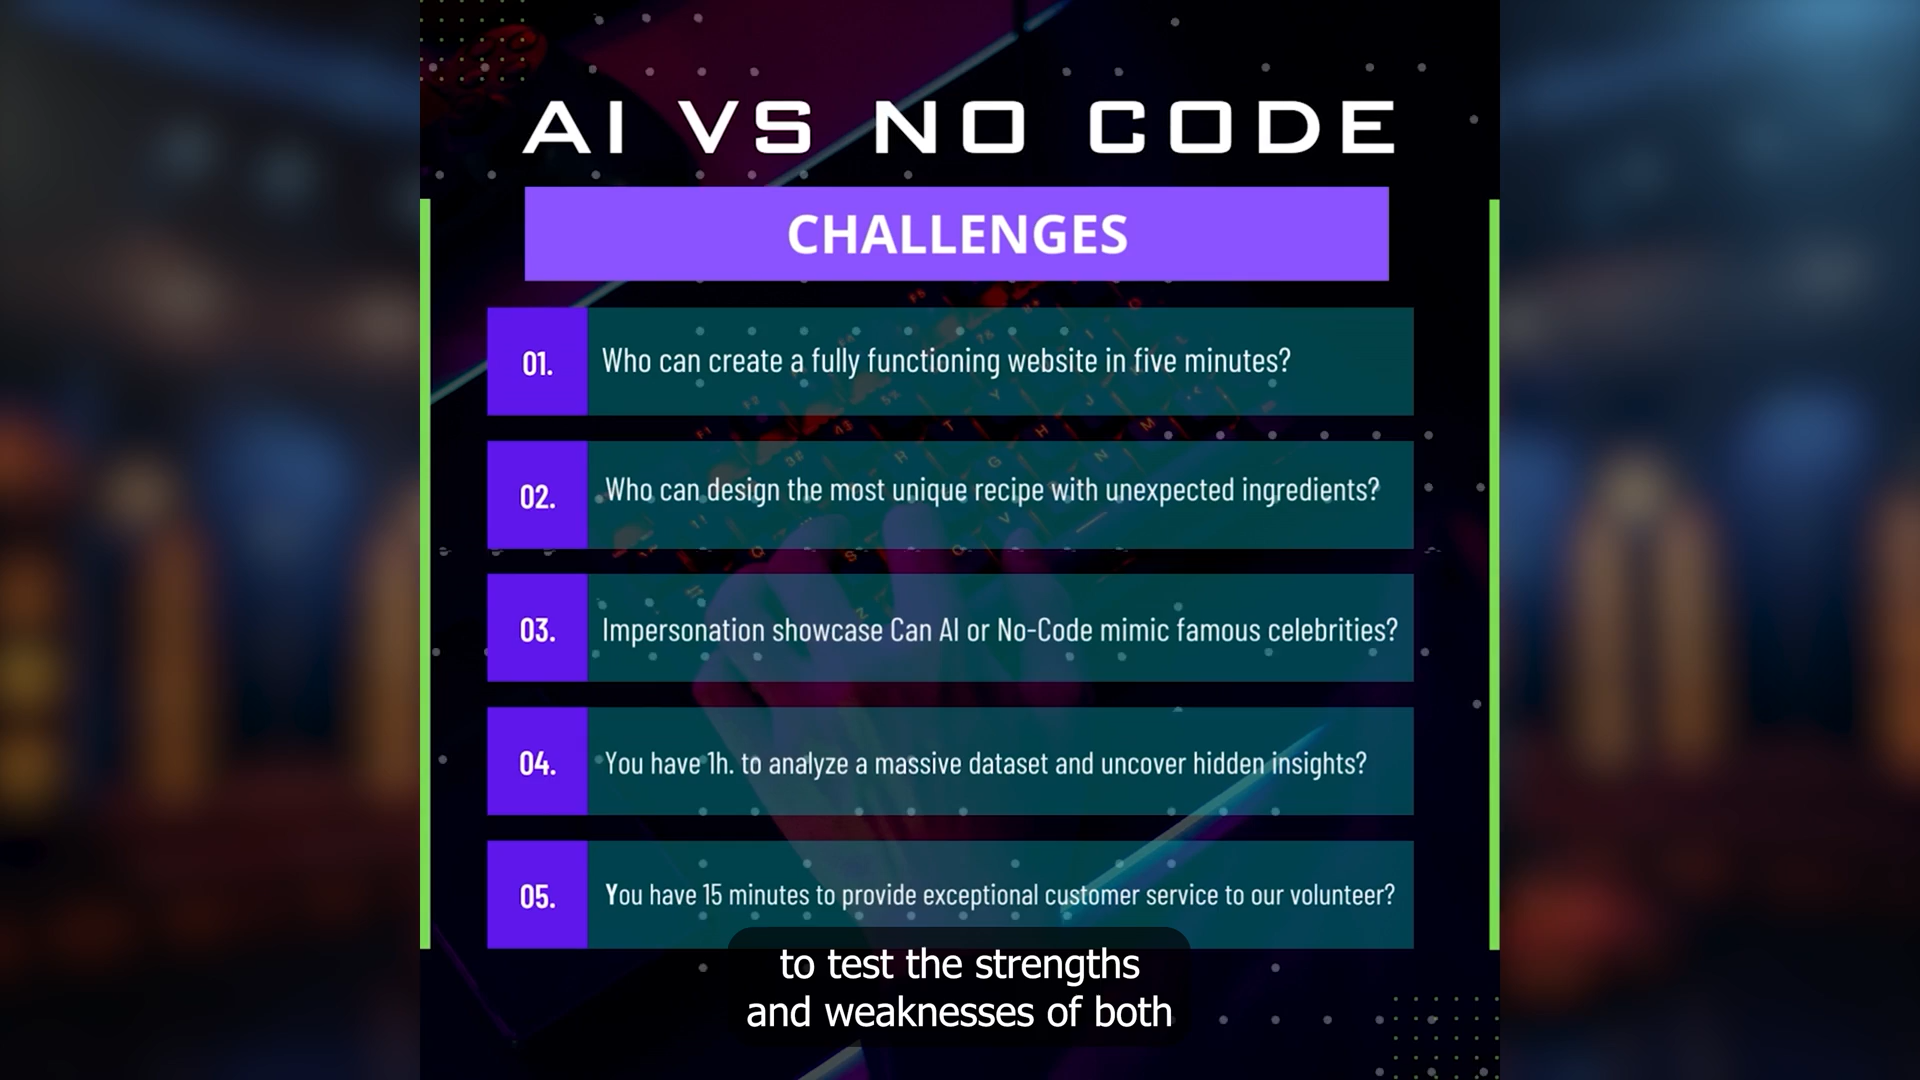 AI VS NO CODE
CHALLENGES
01. Who can create a fully functioning website in five minutes?
02. Who can design the most unique recipe with unexpected ingredients?
03. Impersonation showcase Can AI or No-Code mimic famous celebrities?
04. You have 1h. to analyze a massive dataset and uncover hidden insights?
05. You have 15 minutes to provide exceptional customer service to our volunteer?
to test the strengths
and weaknesses of both